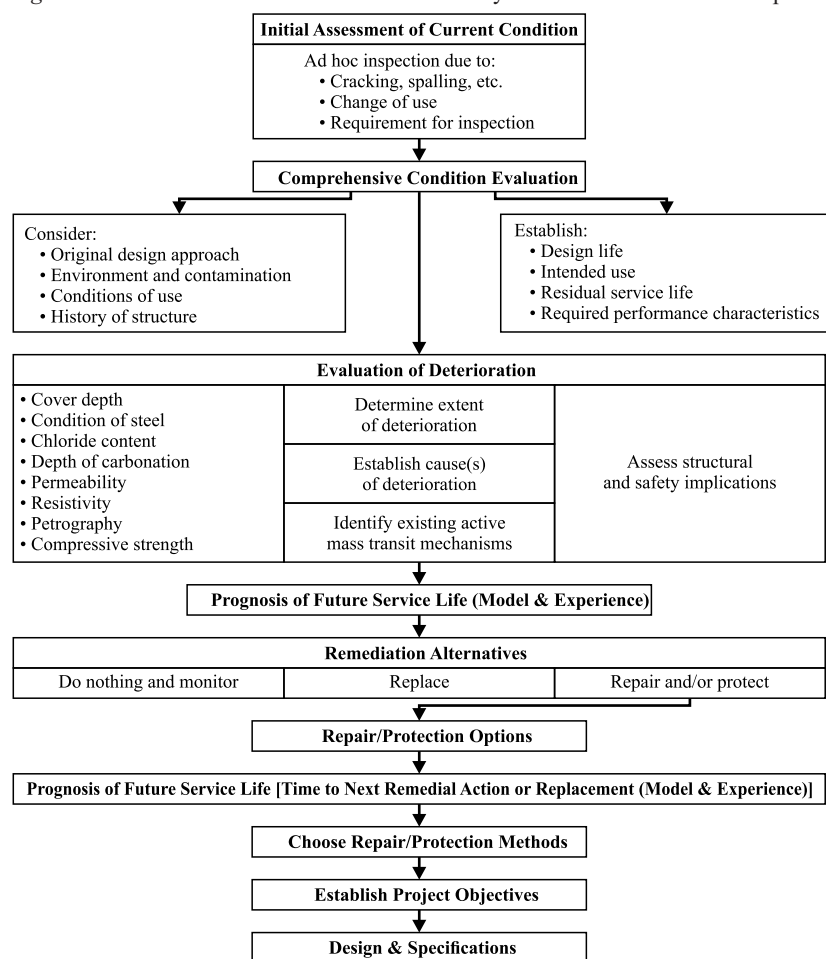 Initial Assessment of Current Condition
Ad hoc inspection due to:
• Cracking, spalling, etc.
• Change of use
• Requirement for inspection
Comprehensive Condition Evaluation
Consider:
• Original design approach
• Environment and contamination
• Conditions of use
• History of structure
Establish:
• Design life
• Intended use
• Residual service life
• Required performance characteristics
Evaluation of Deterioration
• Cover depth
• Condition of steel
• Chloride content
• Depth of carbonation
• Permeability
• Resistivity
• Petrography
• Compressive strength
Determine extent
of deterioration
Establish cause(s)
of deterioration
Identify existing active
mass transit mechanisms
Assess structural
and safety implications
Prognosis of Future Service Life (Model & Experience)
Remediation Alternatives
Do nothing and monitor
Replace
Repair and/or protect
Repair/Protection Options
Prognosis of Future Service Life [Time to Next Remedial Action or Replacement (Model & Experience)]
Choose Repair/Protection Methods
Establish Project Objectives
Design & Specifications